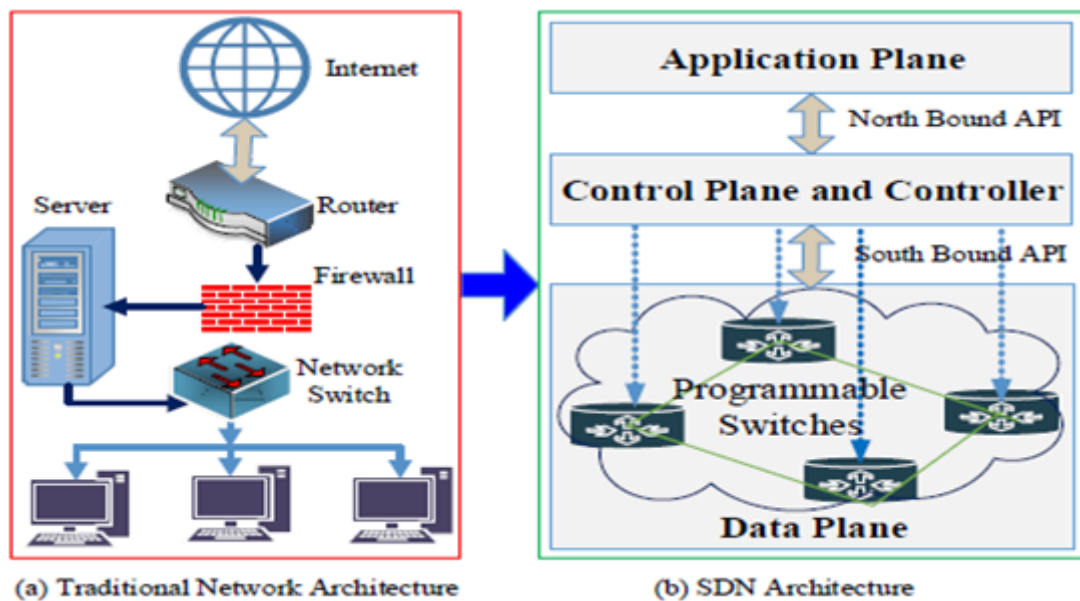 Internet
Server
Router
Firewall
Network
Switch
(a) Traditional Network Architecture
Application Plane
North Bound API
Control Plane and Controller
South Bound API
Programmable
Switches
Data Plane
(b) SDN Architecture